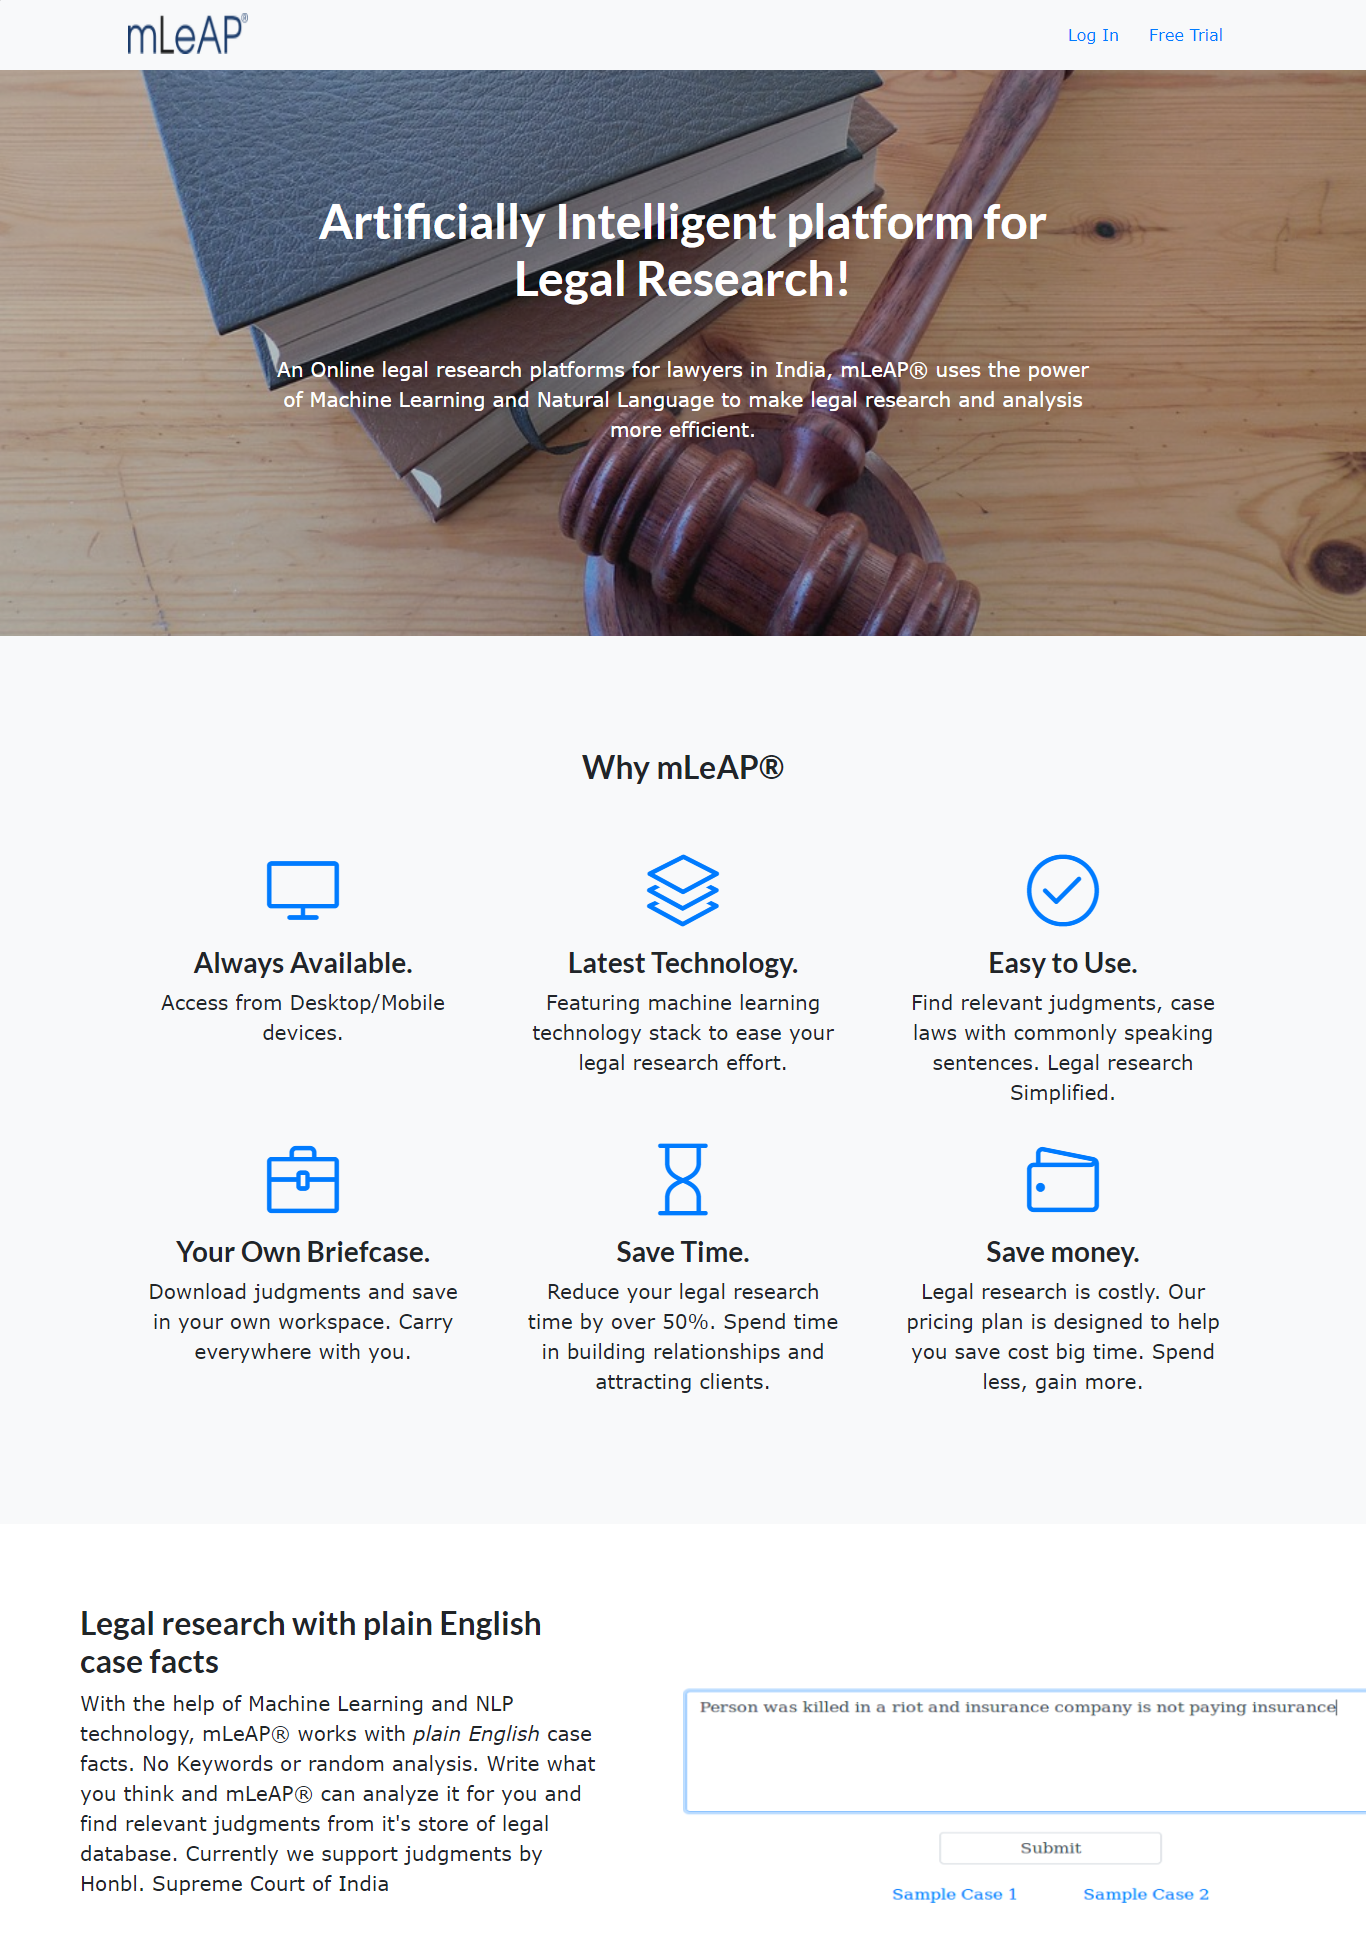 mLeAP®
Log In
Free Trial
Artificially Intelligent platform for
Legal Research!
An Online legal research platforms for lawyers in India, mLeAP® uses the power
of Machine Learning and Natural Language to make legal research and analysis
more efficient.
Why mLeAP®
Always Available.
Access from Desktop/Mobile
devices.
Latest Technology.
Featuring machine learning
technology stack to ease your
legal research effort.
Easy to Use.
Find relevant judgments, case
laws with commonly speaking
sentences. Legal research
Simplified.
Your Own Briefcase.
Download judgments and save
in your own workspace. Carry
everywhere with you.
Save Time.
Reduce your legal research
time by over 50%. Spend time
in building relationships and
attracting clients.
Save money.
Legal research is costly. Our
pricing plan is designed to help
you save cost big time. Spend
less, gain more.
Legal research with plain English
case facts
With the help of Machine Learning and NLP
technology, mLeAP® works with plain English case
facts. No Keywords or random analysis. Write what
you think and mLeAP® can analyze it for you and
find relevant judgments from it's store of legal
database. Currently we support judgments by
Honbl. Supreme Court of India
Person was killed in a riot and insurance company is not paying insurance
Submit
Sample Case 1
Sample Case 2